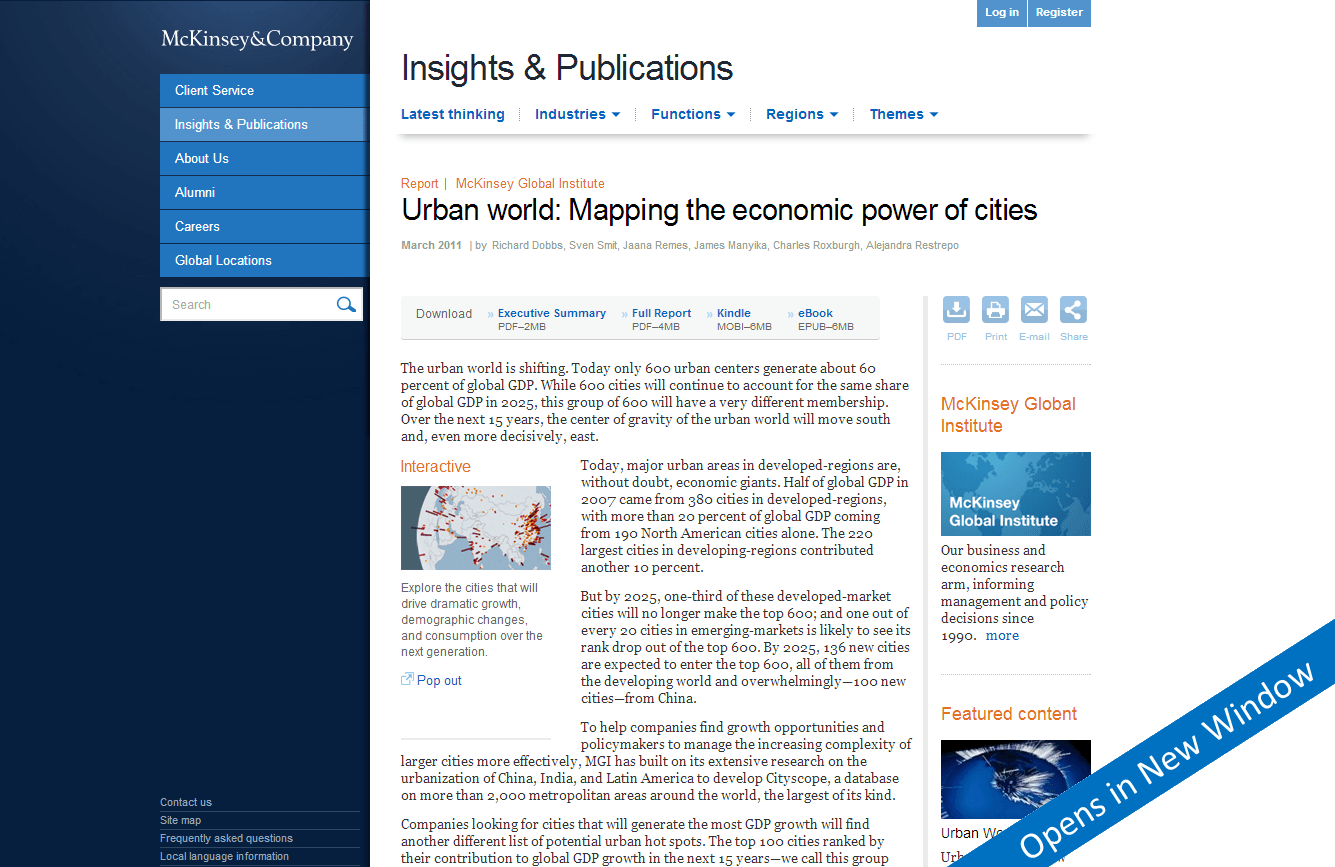 McKinsey&Company
Client Service
Insights & Publications
About Us
Alumni
Careers
Global Locations
Search
Contact us
Site map
Frequently asked questions
Local language information
Log in
Register
Insights & Publications
Latest thinking
Industries
Functions
Regions
Themes
Report | McKinsey Global Institute
Urban world: Mapping the economic power of cities
March 2011 | by Richard Dobbs, Sven Smit, Jaana Remes, James Manyika, Charles Roxburgh, Alejandra Restrepo
Download
» Executive Summary
PDF–2MB
» Full Report
PDF–4MB
» Kindle
MOBI–6MB
» eBook
EPUB–6MB
The urban world is shifting. Today only 600 urban centers generate about 60
percent of global GDP. While 600 cities will continue to account for the same share
of global GDP in 2025, this group of 600 will have a very different membership.
Over the next 15 years, the center of gravity of the urban world will move south
and, even more decisively, east.
Interactive
Explore the cities that will
drive dramatic growth,
demographic changes,
and consumption over the
next generation.
Pop out
Today, major urban areas in developed-regions are,
without doubt, economic giants. Half of global GDP in
2007 came from 380 cities in developed-regions,
with more than 20 percent of global GDP coming
from 190 North American cities alone. The 220
largest cities in developing-regions contributed
another 10 percent.
But by 2025, one-third of these developed-market
cities will no longer make the top 600; and one out of
every 20 cities in emerging-markets is likely to see its
rank drop out of the top 600. By 2025, 136 new cities
are expected to enter the top 600, all of them from
the developing world and overwhelmingly—100 new
cities—from China.
To help companies find growth opportunities and
policymakers to manage the increasing complexity of
larger cities more effectively, MGI has built on its extensive research on the
urbanization of China, India, and Latin America to develop Cityscope, a database
on more than 2,000 metropolitan areas around the world, the largest of its kind.
Companies looking for cities that will generate the most GDP growth will find
another different list of potential urban hot spots. The top 100 cities ranked by
their contribution to global GDP growth in the next 15 years—we call this group
PDF
Print
E-mail
Share
McKinsey Global
Institute
McKinsey
Global Institute
Our business and
economics research
arm, informing
management and policy
decisions since
1990. more
Featured content
Urban
Opens in New Window